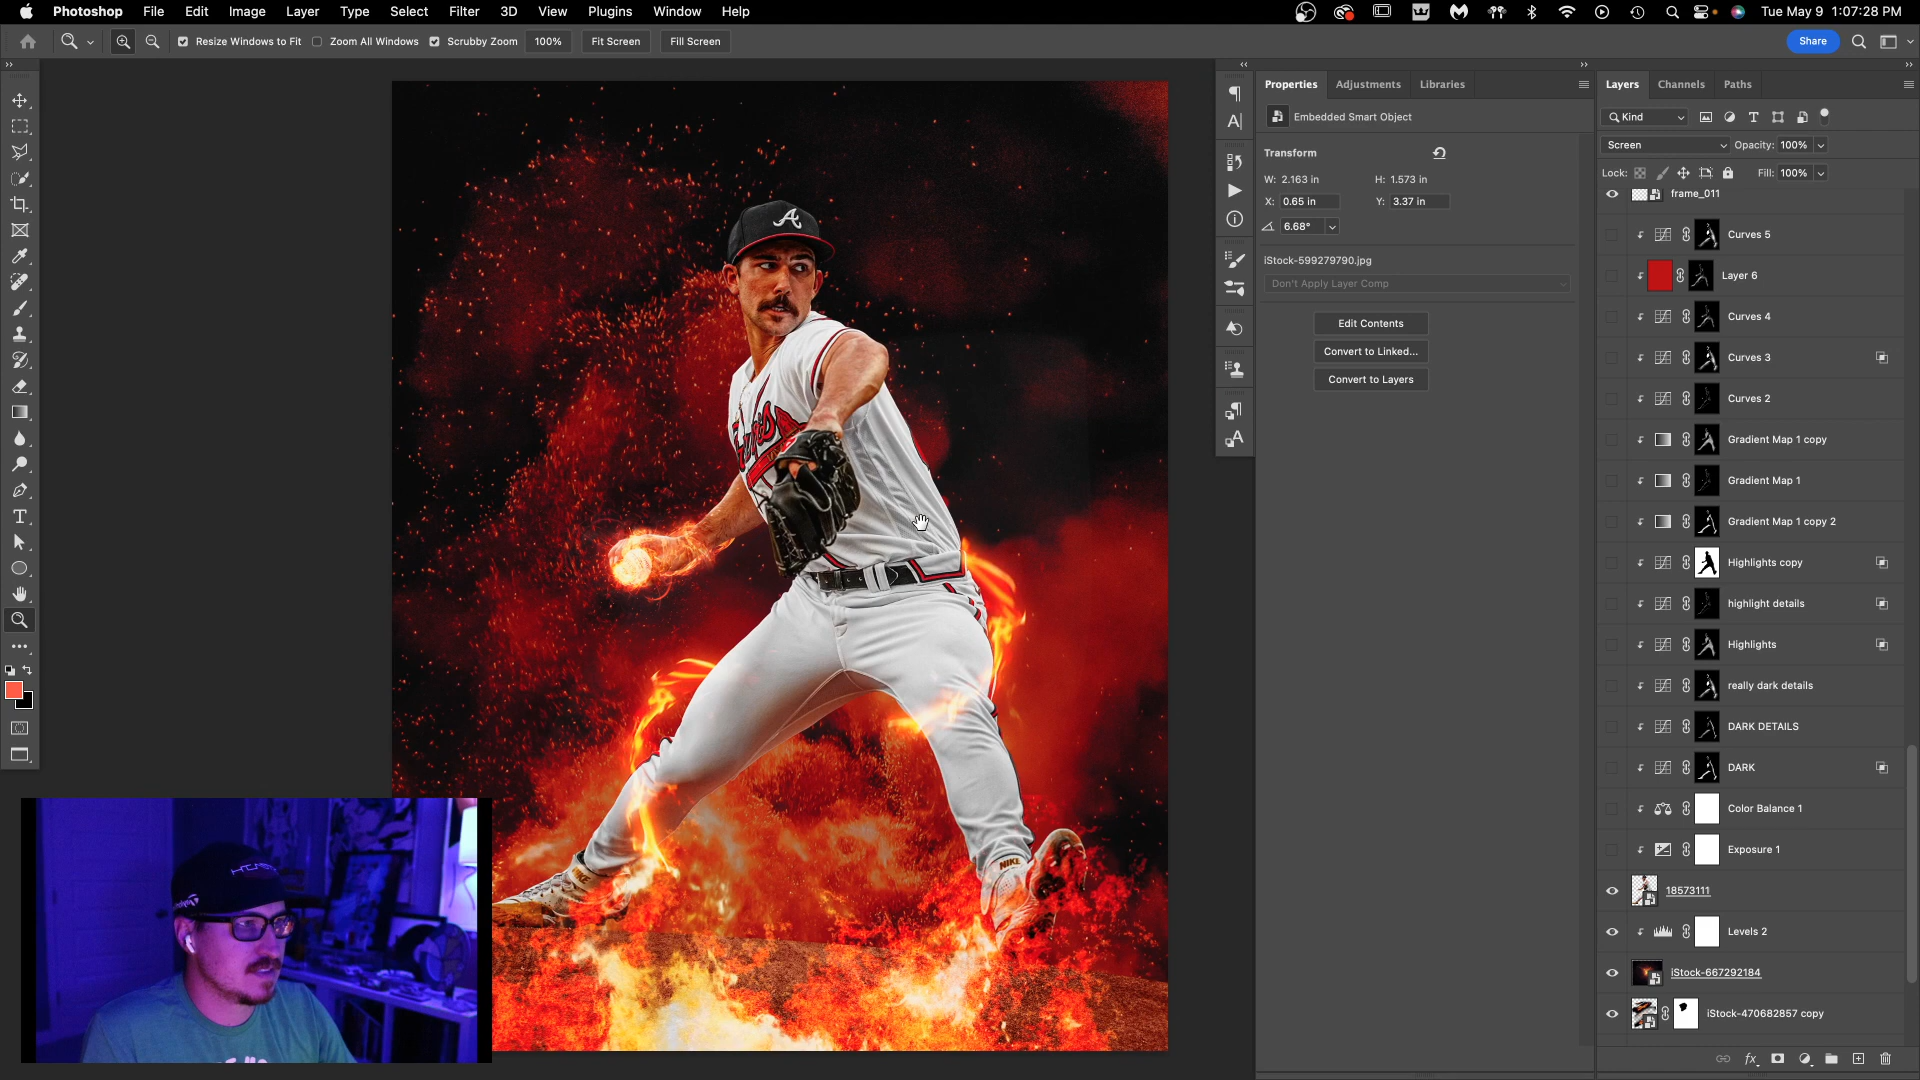 Photoshop File Edit Image Layer Type Select Filter 3D View Plugins Window Help Tue May 9 1:07:28 PM
Resize Windows to Fit Zoom All Windows Scrubby Zoom 100% Fit Screen Fill Screen Share
Properties Adjustments Libraries
Embedded Smart Object
Transform
W: 2.163 in H: 1.573 in
X: 0.65 in Y: 3.37 in
6.68°
iStock-599279790.jpg
Don't Apply Layer Comp
Edit Contents
Convert to Linked...
Convert to Layers
Layers Channels Paths
Kind
Screen Opacity: 100%
Lock: Fill: 100%
frame_011
Curves 5
Layer 6
Curves 4
Curves 3
Curves 2
Gradient Map 1 copy
Gradient Map 1
Gradient Map 1 copy 2
Highlights copy
highlight details
Highlights
really dark details
DARK DETAILS
DARK
Color Balance 1
Exposure 1
18573111
Levels 2
iStock-667292184
iStock-470682857 copy
A
NIKE
NIKE